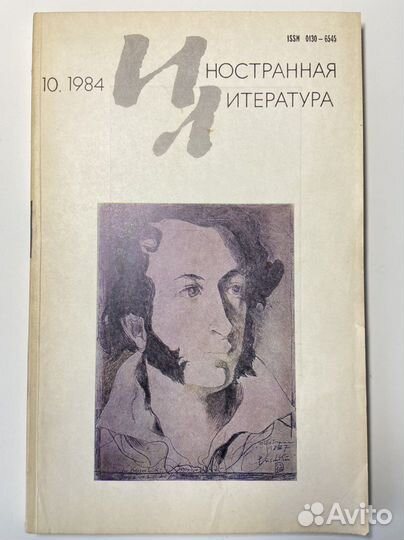 ISSN 0130-6545
10. 1984
ИНОСТРАННАЯ
ЛИТЕРАТУРА
Avito